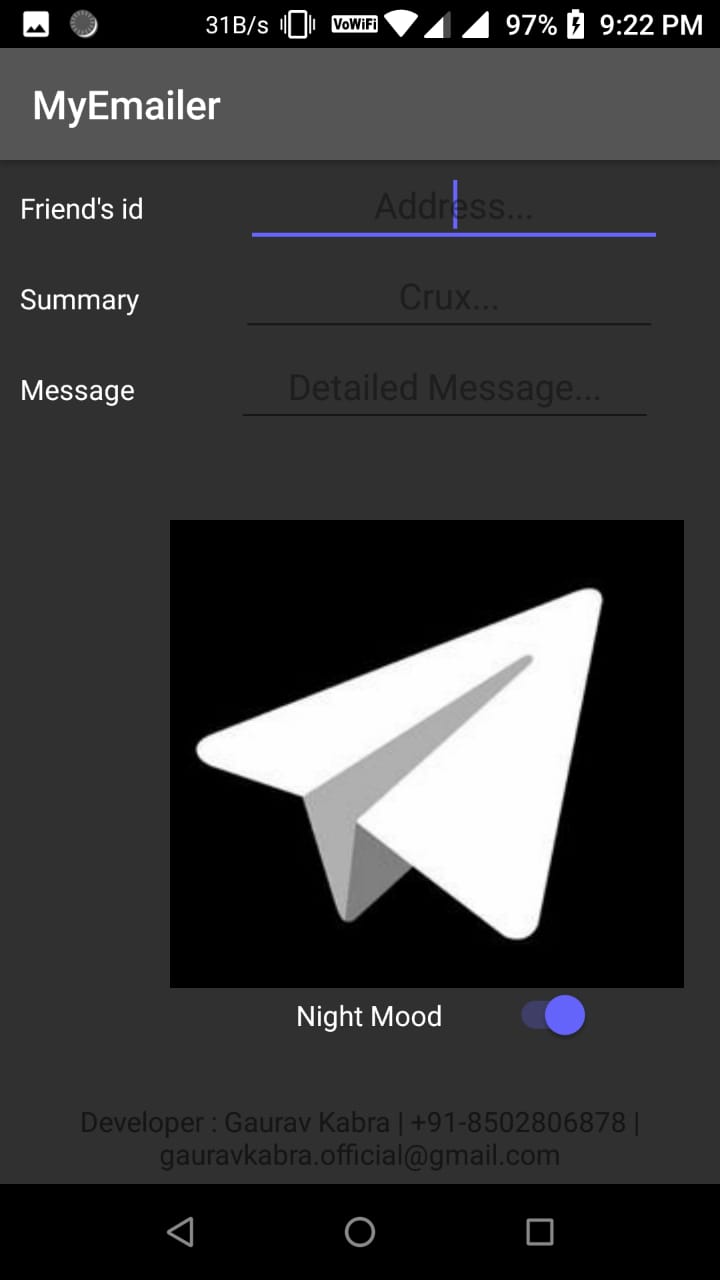 31B/s VoWiFi 97% 9:22 PM
MyEmailer
Friend's id Address...
Summary Crux...
Message Detailed Message...
Night Mood
Developer : Gaurav Kabra | +91-8502806878 |
gauravkabra.official@gmail.com